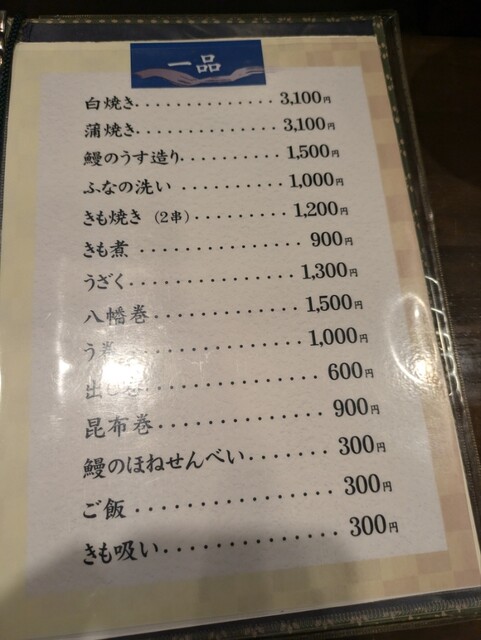 一品
白焼き・・・・・・・・・・・・・・3,100円
蒲焼き・・・・・・・・・・・・・・3,100円
鰻のうす造り・・・・・・・・・・1,500円
ふなの洗い・・・・・・・・・・1,000円
きも焼き（2串）・・・・・・・・・1,200円
きも煮・・・・・・・・・・・・・900円
うざく・・・・・・・・・・・・・1,300円
八幡巻・・・・・・・・・・・・1,500円
う巻・・・・・・・・・・・・1,000円
出し巻・・・・・・・・・・・・600円
昆布巻・・・・・・・・・・・・900円
鰻のほねせんべい・・・・・・・300円
ご飯・・・・・・・・・・・・・300円
きも吸い・・・・・・・・・・・・300円